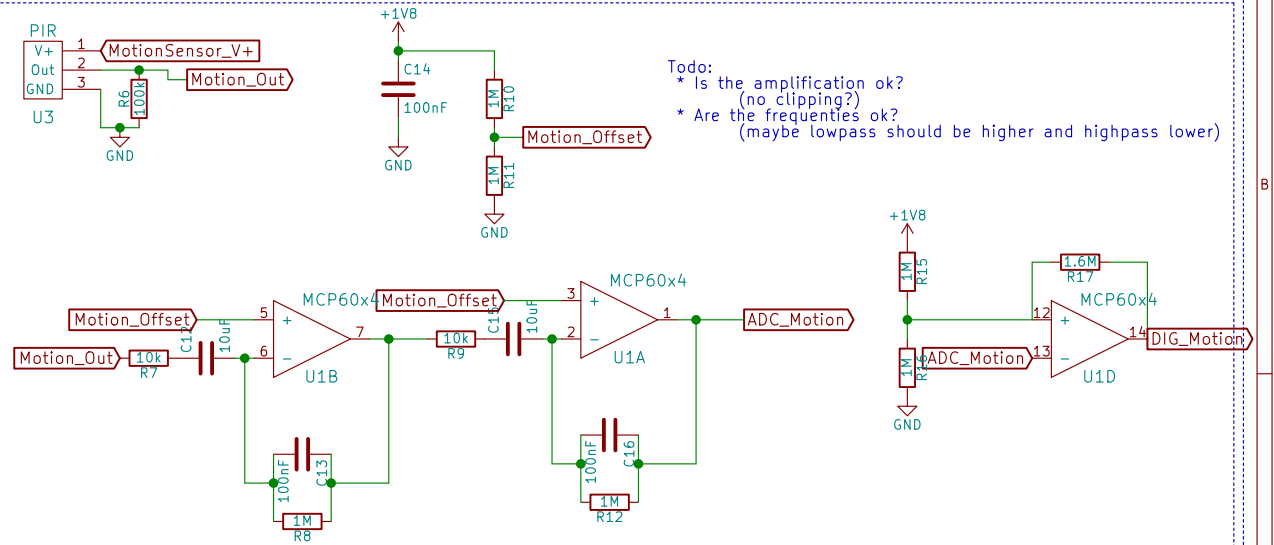 PIR
V+ 1 MotionSensor_V+
Out 2 Motion_Out
GND 3
U3
R6 100k
GND
+1V8
C14
100nF
GND
1M R10
Motion_Offset
1M R11
GND
Todo:
* Is the amplification ok?
(no clipping?)
* Are the frequenties ok?
(maybe lowpass should be higher and highpass lower)
B
Motion_Offset
Motion_Out
10k
R7
C12 10uF
MCP60x4
5 +
6 −
7
U1B
100nF C13
1M
R8
Motion_Offset
10k
R9
C15 10uF
MCP60x4
3 +
2 −
1
U1A
ADC_Motion
100nF C16
1M
R12
+1V8
1M R15
1M R16
GND
ADC_Motion
1.6M
R17
MCP60x4
12 +
13 −
14
U1D
DIG_Motion